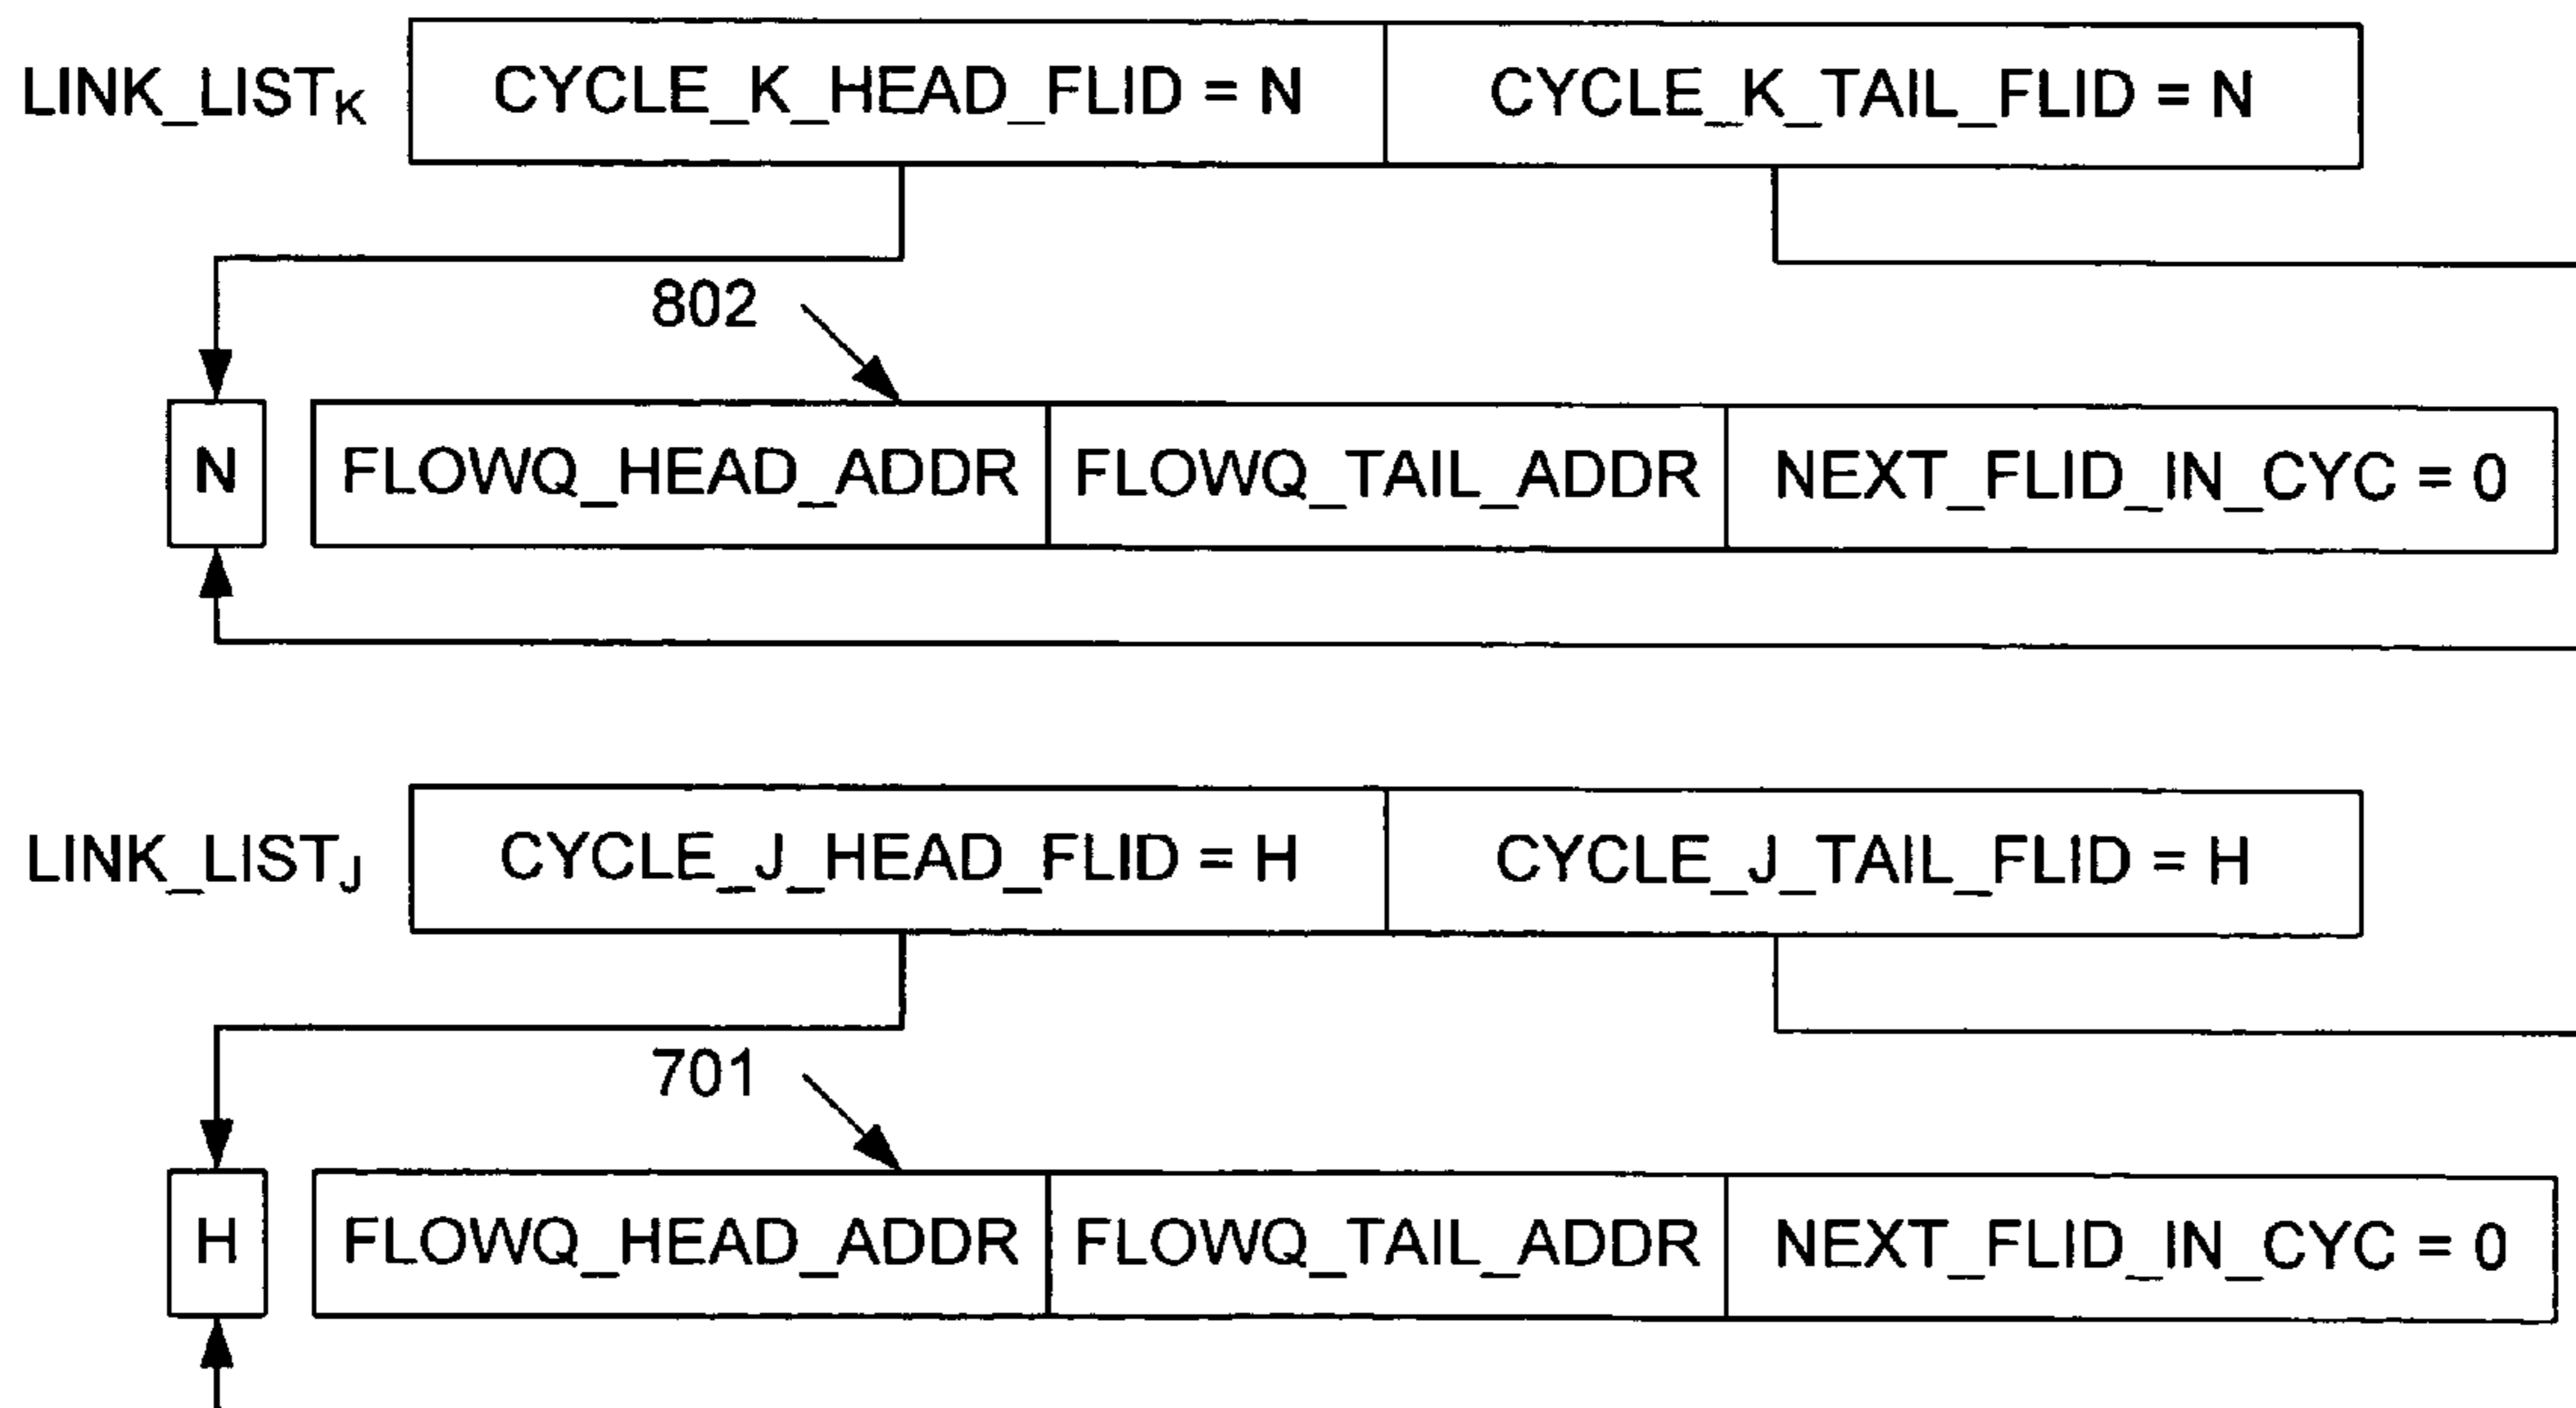 LINK_LISTK CYCLE_K_HEAD_FLID = N CYCLE_K_TAIL_FLID = N
802
N FLOWQ_HEAD_ADDR FLOWQ_TAIL_ADDR NEXT_FLID_IN_CYC = 0
LINK_LISTJ CYCLE_J_HEAD_FLID = H CYCLE_J_TAIL_FLID = H
701
H FLOWQ_HEAD_ADDR FLOWQ_TAIL_ADDR NEXT_FLID_IN_CYC = 0